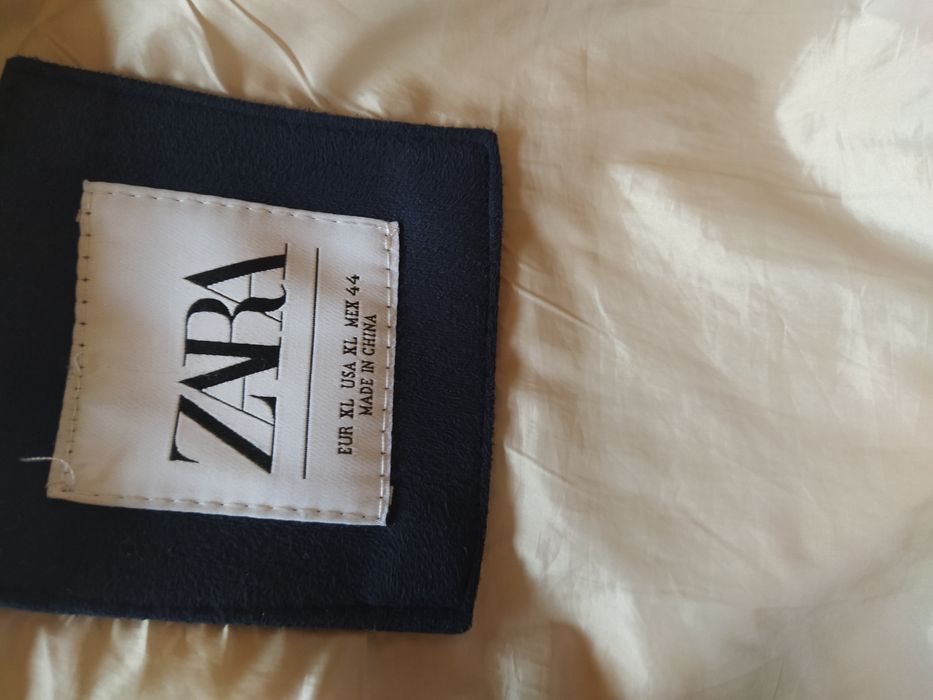 ZARA
EUR XL USA XL MEX 44
MADE IN CHINA